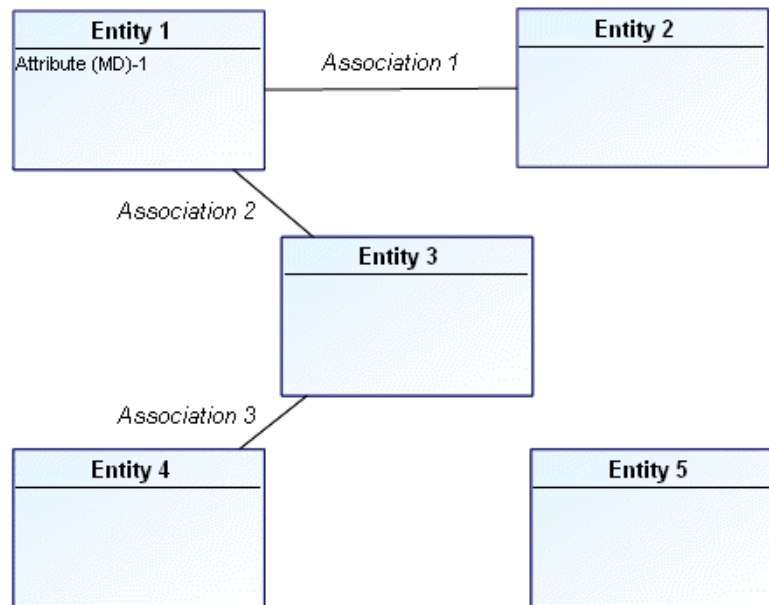 Entity 1
Attribute (MD)-1
Association 1
Entity 2
Association 2
Entity 3
Association 3
Entity 4
Entity 5